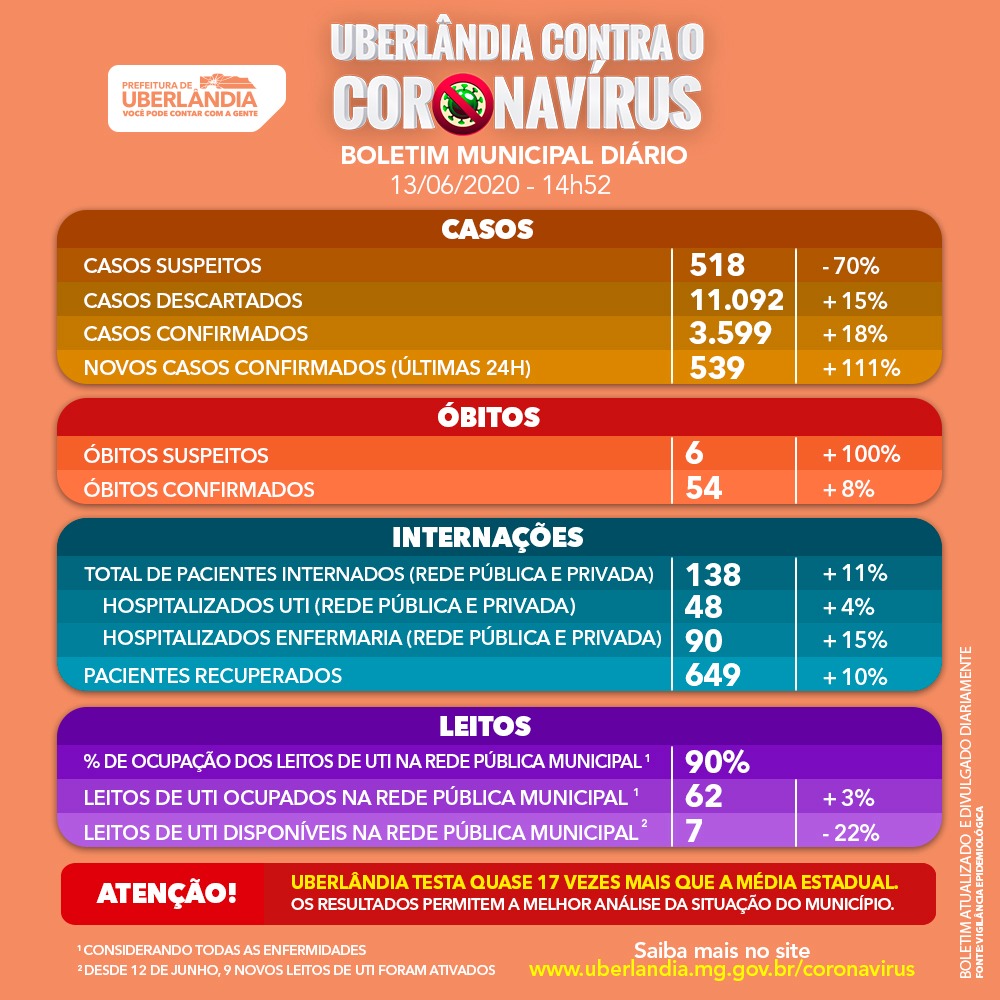 PREFEITURA DE
UBERLÂNDIA
VOCÊ PODE CONTAR COM A GENTE
UBERLÂNDIA CONTRA O
CORONAVÍRUS
BOLETIM MUNICIPAL DIÁRIO
13/06/2020 - 14h52
CASOS
CASOS SUSPEITOS 518 - 70%
CASOS DESCARTADOS 11.092 + 15%
CASOS CONFIRMADOS 3.599 + 18%
NOVOS CASOS CONFIRMADOS (ÚLTIMAS 24H) 539 + 111%
ÓBITOS
ÓBITOS SUSPEITOS 6 + 100%
ÓBITOS CONFIRMADOS 54 + 8%
INTERNAÇÕES
TOTAL DE PACIENTES INTERNADOS (REDE PÚBLICA E PRIVADA) 138 + 11%
HOSPITALIZADOS UTI (REDE PÚBLICA E PRIVADA) 48 + 4%
HOSPITALIZADOS ENFERMARIA (REDE PÚBLICA E PRIVADA) 90 + 15%
PACIENTES RECUPERADOS 649 + 10%
LEITOS
% DE OCUPAÇÃO DOS LEITOS DE UTI NA REDE PÚBLICA MUNICIPAL ¹ 90%
LEITOS DE UTI OCUPADOS NA REDE PÚBLICA MUNICIPAL ¹ 62 + 3%
LEITOS DE UTI DISPONÍVEIS NA REDE PÚBLICA MUNICIPAL ² 7 - 22%
ATENÇÃO!
UBERLÂNDIA TESTA QUASE 17 VEZES MAIS QUE A MÉDIA ESTADUAL.
OS RESULTADOS PERMITEM A MELHOR ANÁLISE DA SITUAÇÃO DO MUNICÍPIO.
¹ CONSIDERANDO TODAS AS ENFERMIDADES
² DESDE 12 DE JUNHO, 9 NOVOS LEITOS DE UTI FORAM ATIVADOS
Saiba mais no site
www.uberlandia.mg.gov.br/coronavirus
BOLETIM ATUALIZADO E DIVULGADO DIARIAMENTE
FONTE: VIGILÂNCIA EPIDEMIOLÓGICA